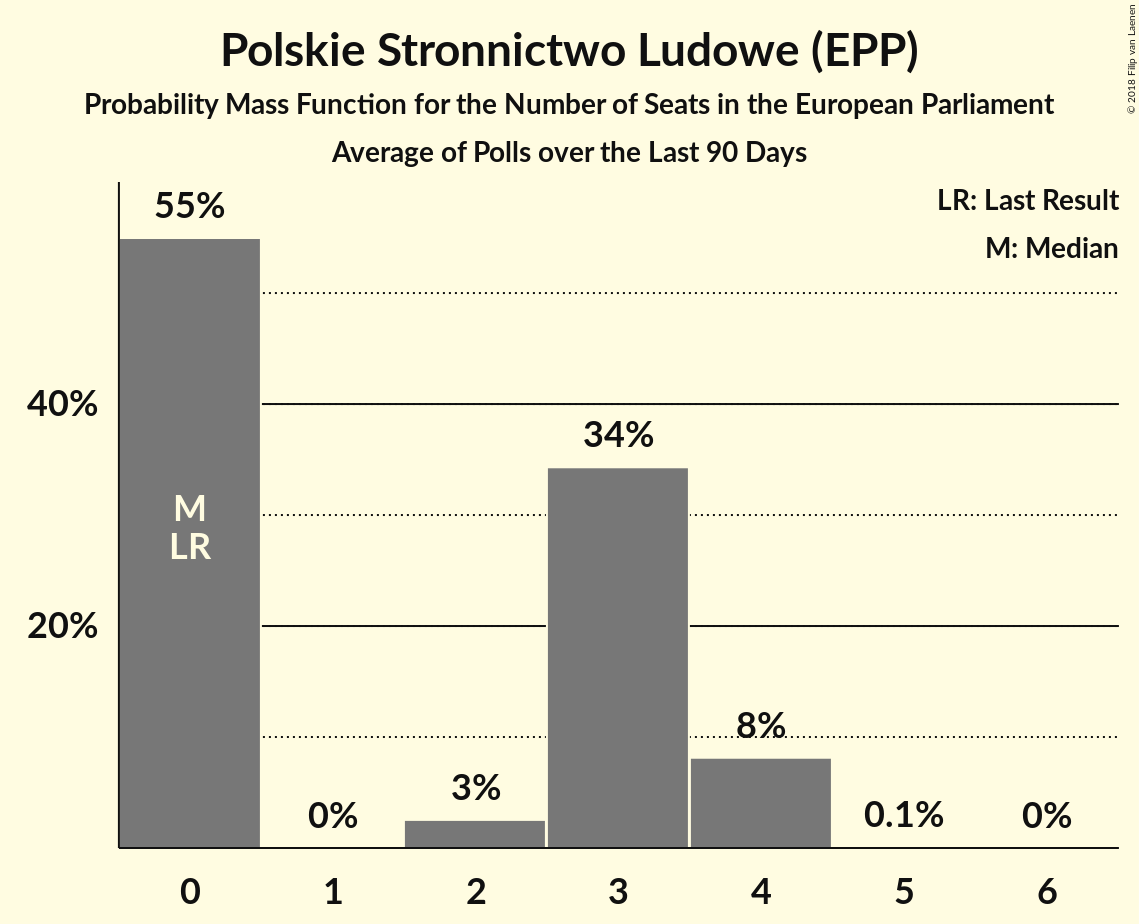 Polskie Stronnictwo Ludowe (EPP)
Probability Mass Function for the Number of Seats in the European Parliament
Average of Polls over the Last 90 Days
© 2018 Filip van Laenen
LR: Last Result
M: Median
55%
40%
34%
M
LR
20%
8%
3%
0%
0.1%
0%
0 1 2 3 4 5 6